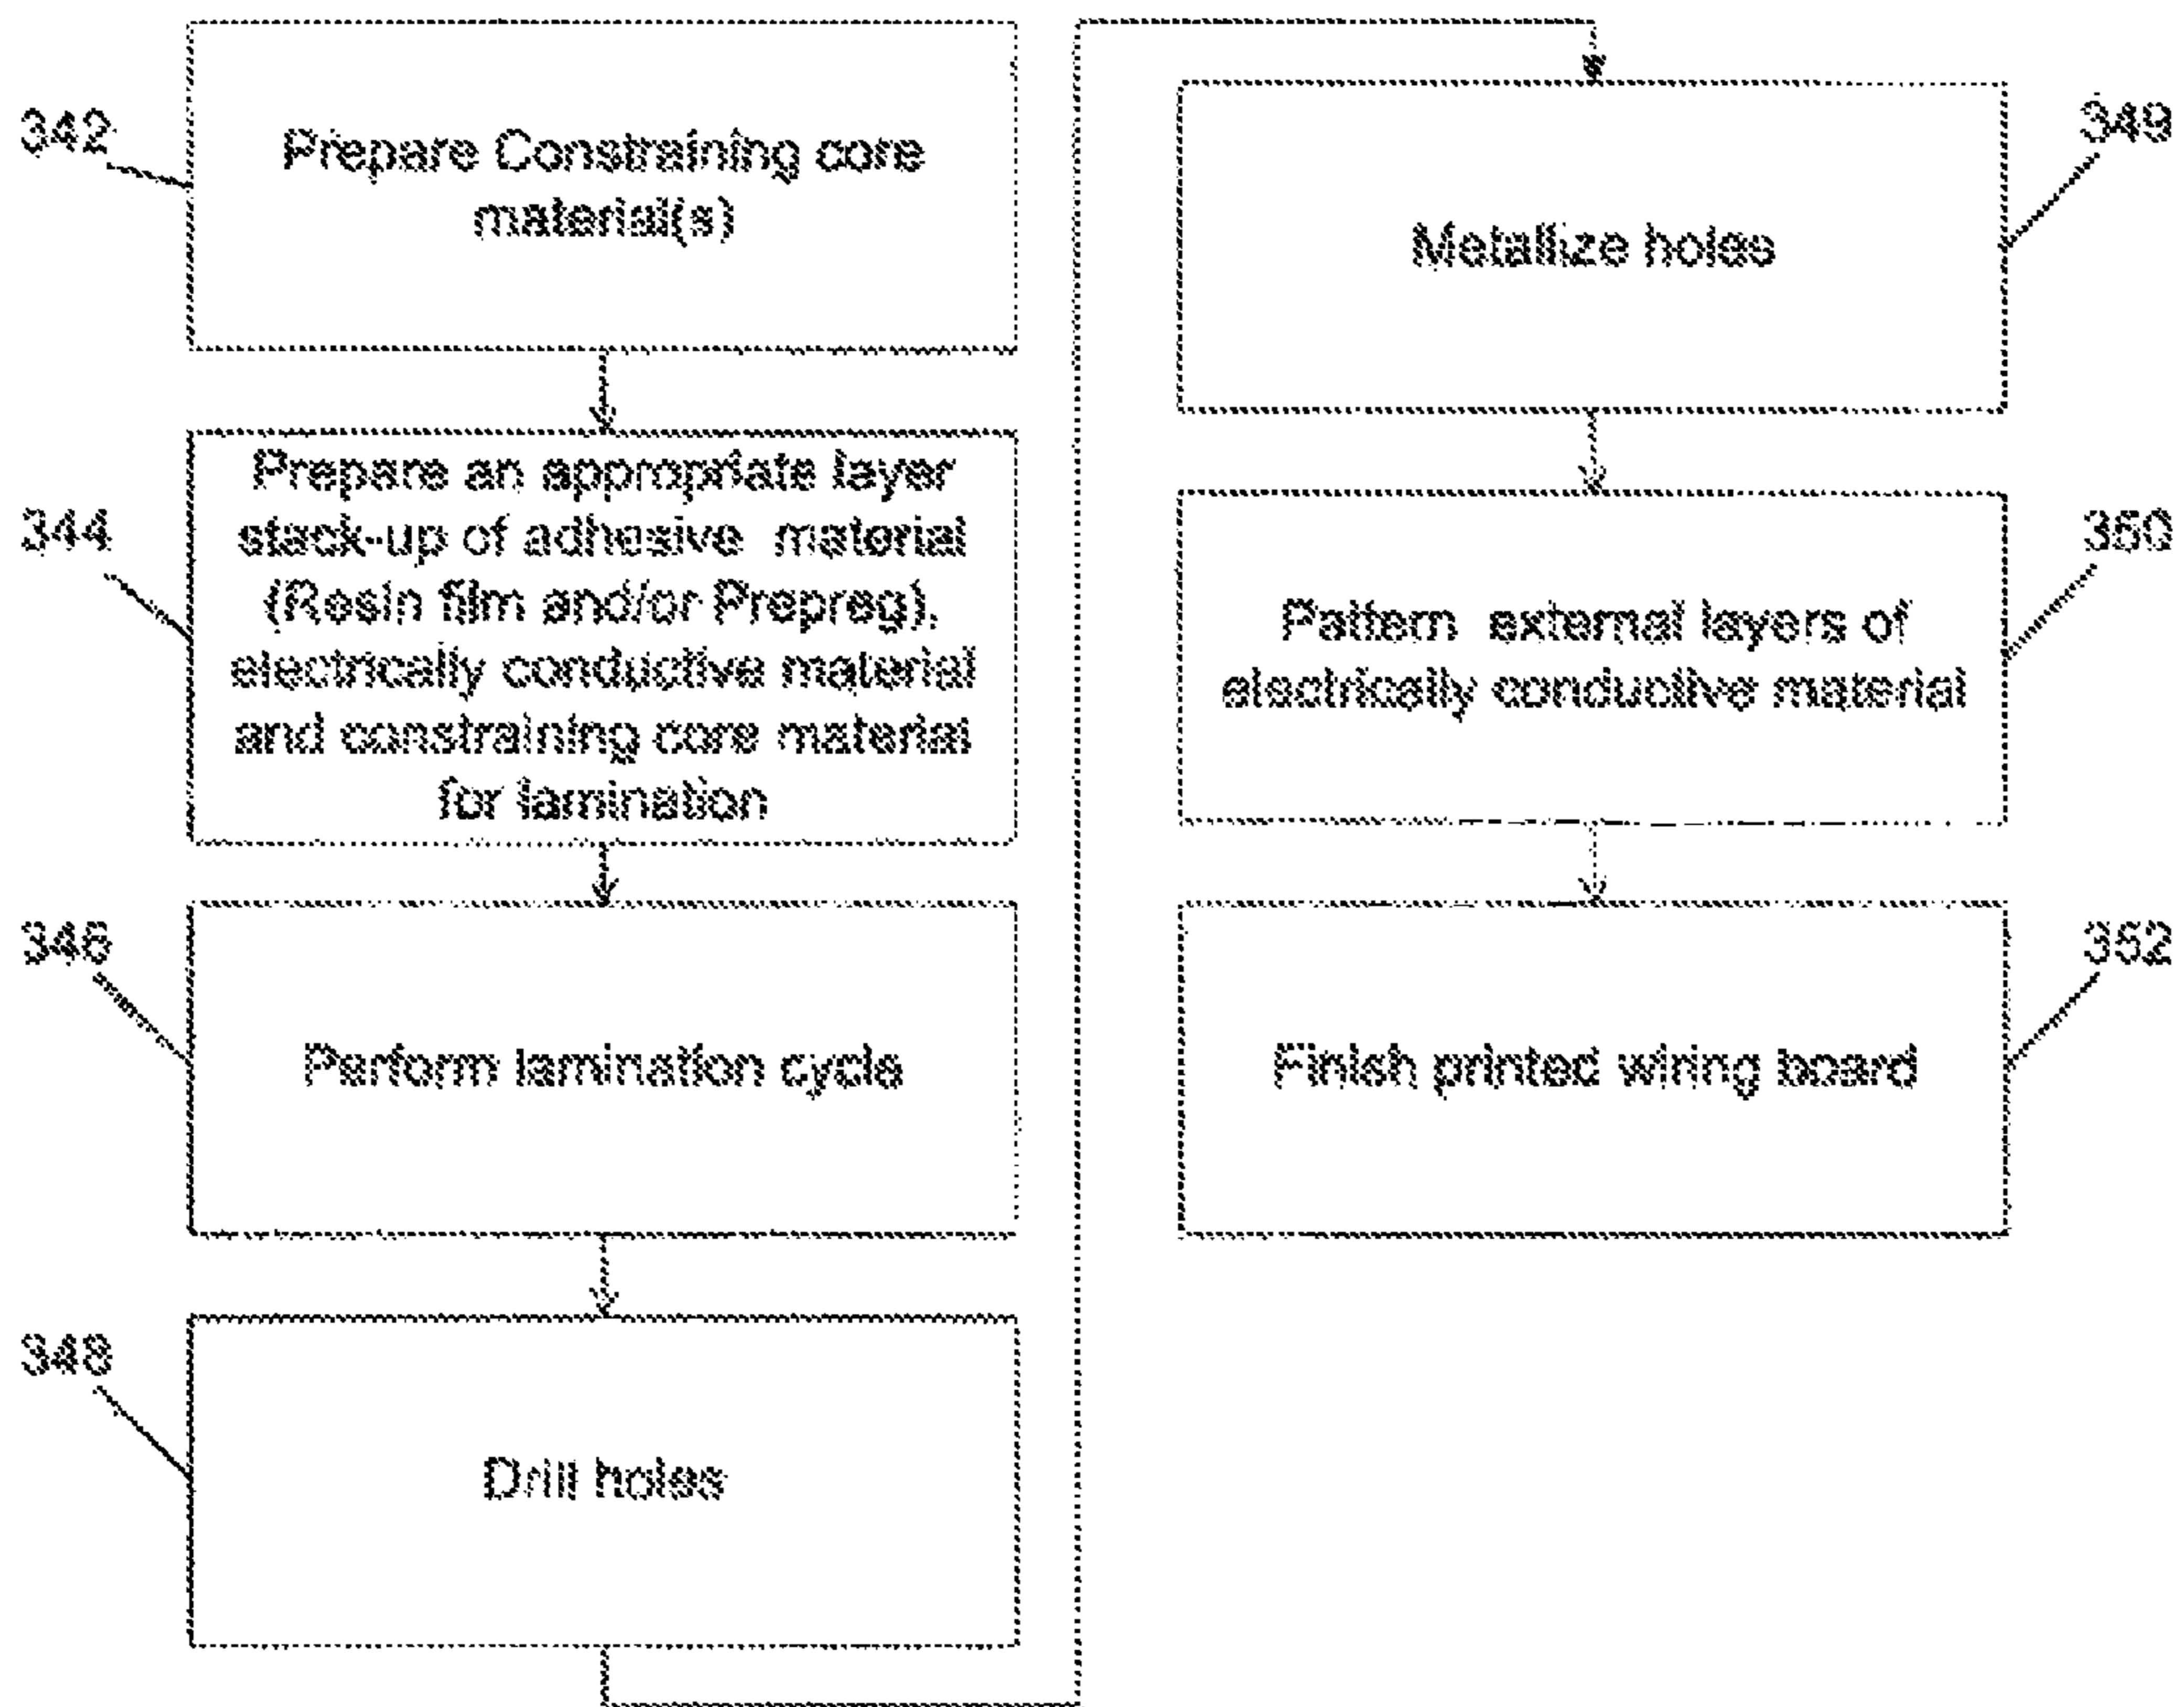 342
Prepare Constraining core
material(s)
344
Prepare an appropriate layer
stack-up of adhesive material
(Resin film and/or Prepreg),
electrically conductive material
and constraining core material
for lamination
346
Perform lamination cycle
348
Drill holes
349
Metallize holes
350
Pattern external layers of
electrically conductive material
352
Finish printed wiring board